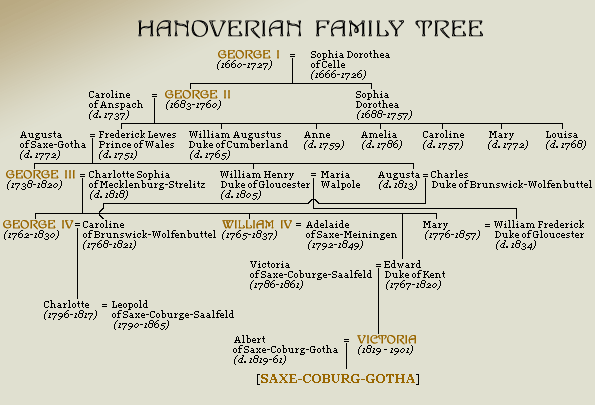 HANOVERIAN FAMILY TREE
GEORGE I = Sophia Dorothea
(1660-1727) of Celle
(1666-1726)
Caroline = GEORGE II Sophia
of Anspach (1683-1760) Dorothea
(d. 1737) (1688-1757)
Augusta = Frederick Lewes William Augustus Anne Amelia Caroline Mary Louisa
of Saxe-Gotha Prince of Wales Duke of Cumberland (d. 1759) (d. 1786) (d. 1757) (d. 1772) (d. 1768)
(d. 1772) (d. 1751) (d. 1765)
GEORGE III = Charlotte Sophia William Henry = Maria Augusta = Charles
(1738-1820) of Mecklenburg-Strelitz Duke of Gloucester Walpole (d. 1813) Duke of Brunswick-Wolfenbuttel
(d. 1818) (d. 1805)
GEORGE IV = Caroline WILLIAM IV = Adelaide Mary = William Frederick
(1762-1830) of Brunswick-Wolfenbuttel (1765-1837) of Saxe-Meiningen (1776-1857) Duke of Gloucester
(1768-1821) (1792-1849) (d. 1834)
Victoria = Edward
of Saxe-Coburge-Saalfeld Duke of Kent
(1786-1861) (1767-1820)
Charlotte = Leopold
(1796-1817) of Saxe-Coburge-Saalfeld
(1790-1865)
Albert = VICTORIA
of Saxe-Coburg-Gotha (1819 - 1901)
(d. 1819-61)
[SAXE-COBURG-GOTHA]